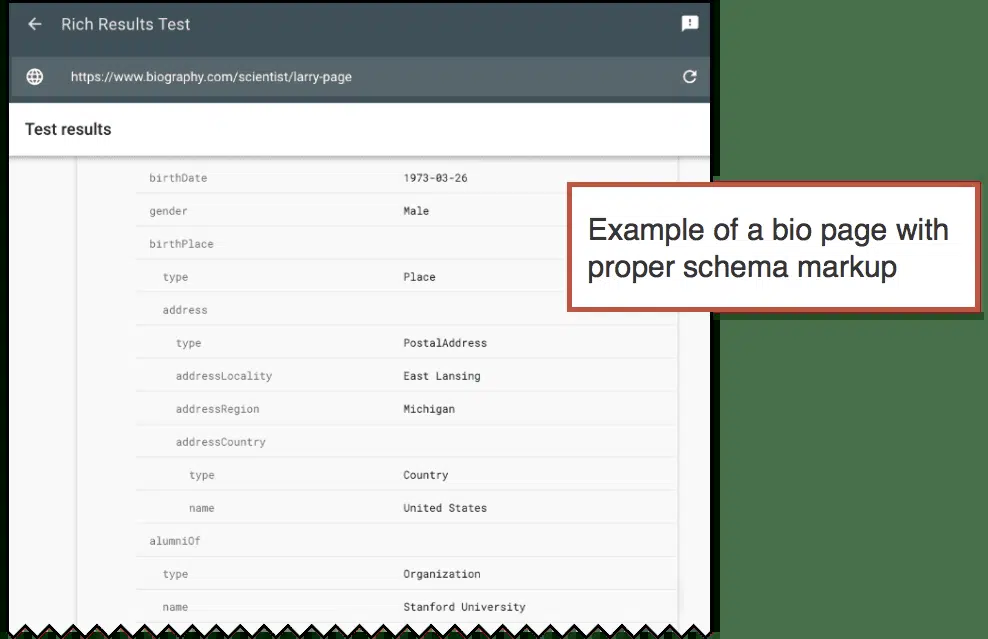 Rich Results Test
https://www.biography.com/scientist/larry-page
Test results
birthDate 1973-03-26
gender Male
birthPlace
type Place
address
type PostalAddress
addressLocality East Lansing
addressRegion Michigan
addressCountry
type Country
name United States
alumniOf
type Organization
name Stanford University
Example of a bio page with
proper schema markup